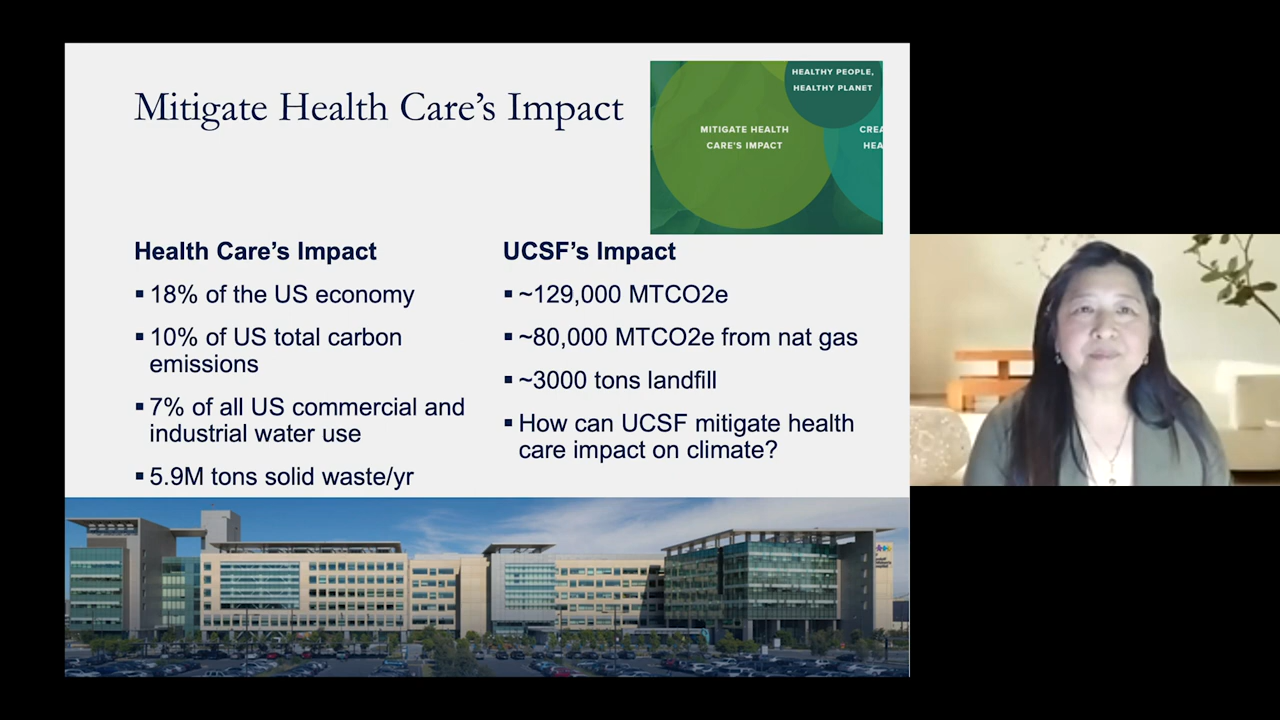 Mitigate Health Care’s Impact
HEALTHY PEOPLE,
HEALTHY PLANET
MITIGATE HEALTH
CARE’S IMPACT
CREA
HEA
Health Care’s Impact
▪ 18% of the US economy
▪ 10% of US total carbon
emissions
▪ 7% of all US commercial and
industrial water use
▪ 5.9M tons solid waste/yr
UCSF’s Impact
▪ ~129,000 MTCO2e
▪ ~80,000 MTCO2e from nat gas
▪ ~3000 tons landfill
▪ How can UCSF mitigate health
care impact on climate?